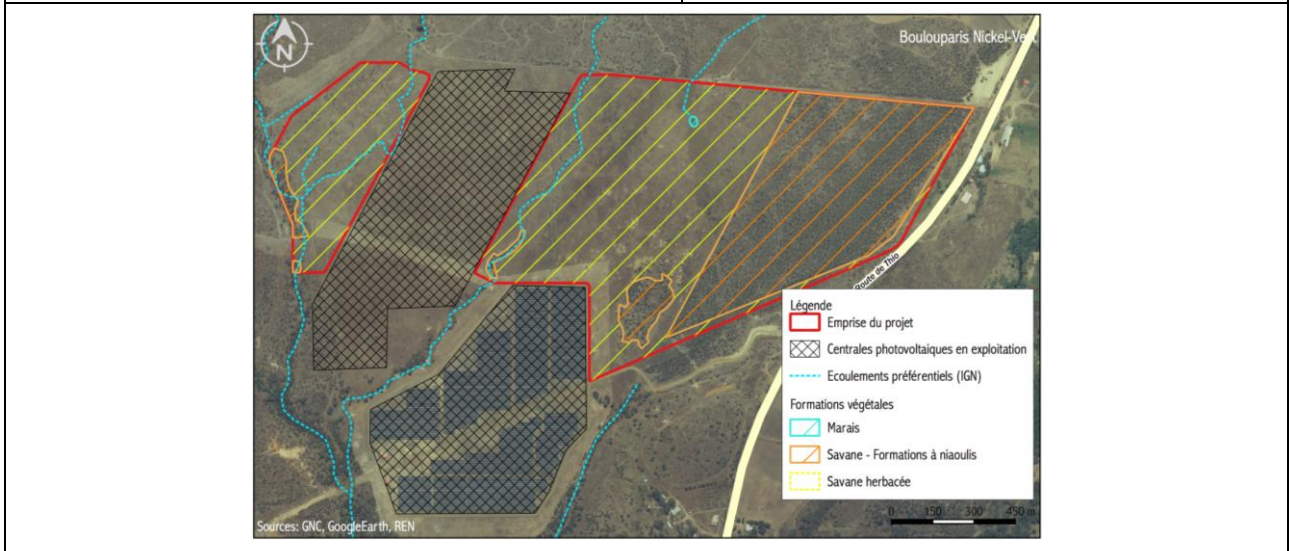 N
Boulouparis Nickel-Ve
Route de Thio
Légende
Emprise du projet
Centrales photovoltaiques en exploitation
Ecoulements préférentiels (IGN)
Formations végétales
Marais
Savane - Formations à niaoulis
Savane herbacée
0 150 300 450 m
Sources: GNC, GoogleEarth, REN